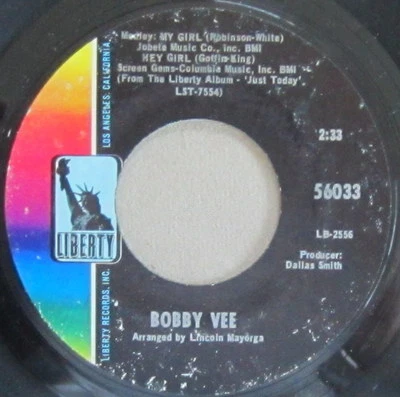 Medley: MY GIRL (Robinson-White)
Jobete Music Co., Inc. BMI
HEY GIRL (Goffin-King)
Screen Gems-Columbia Music, Inc. BMI
(From The Liberty Album - 'Just Today'
LST-7554)
2:33
56033
LB-2556
Producer:
Dallas Smith
LIBERTY
BOBBY VEE
Arranged by Lincoln Mayorga
LIBERTY RECORDS, INC.
LOS ANGELES, CALIFORNIA